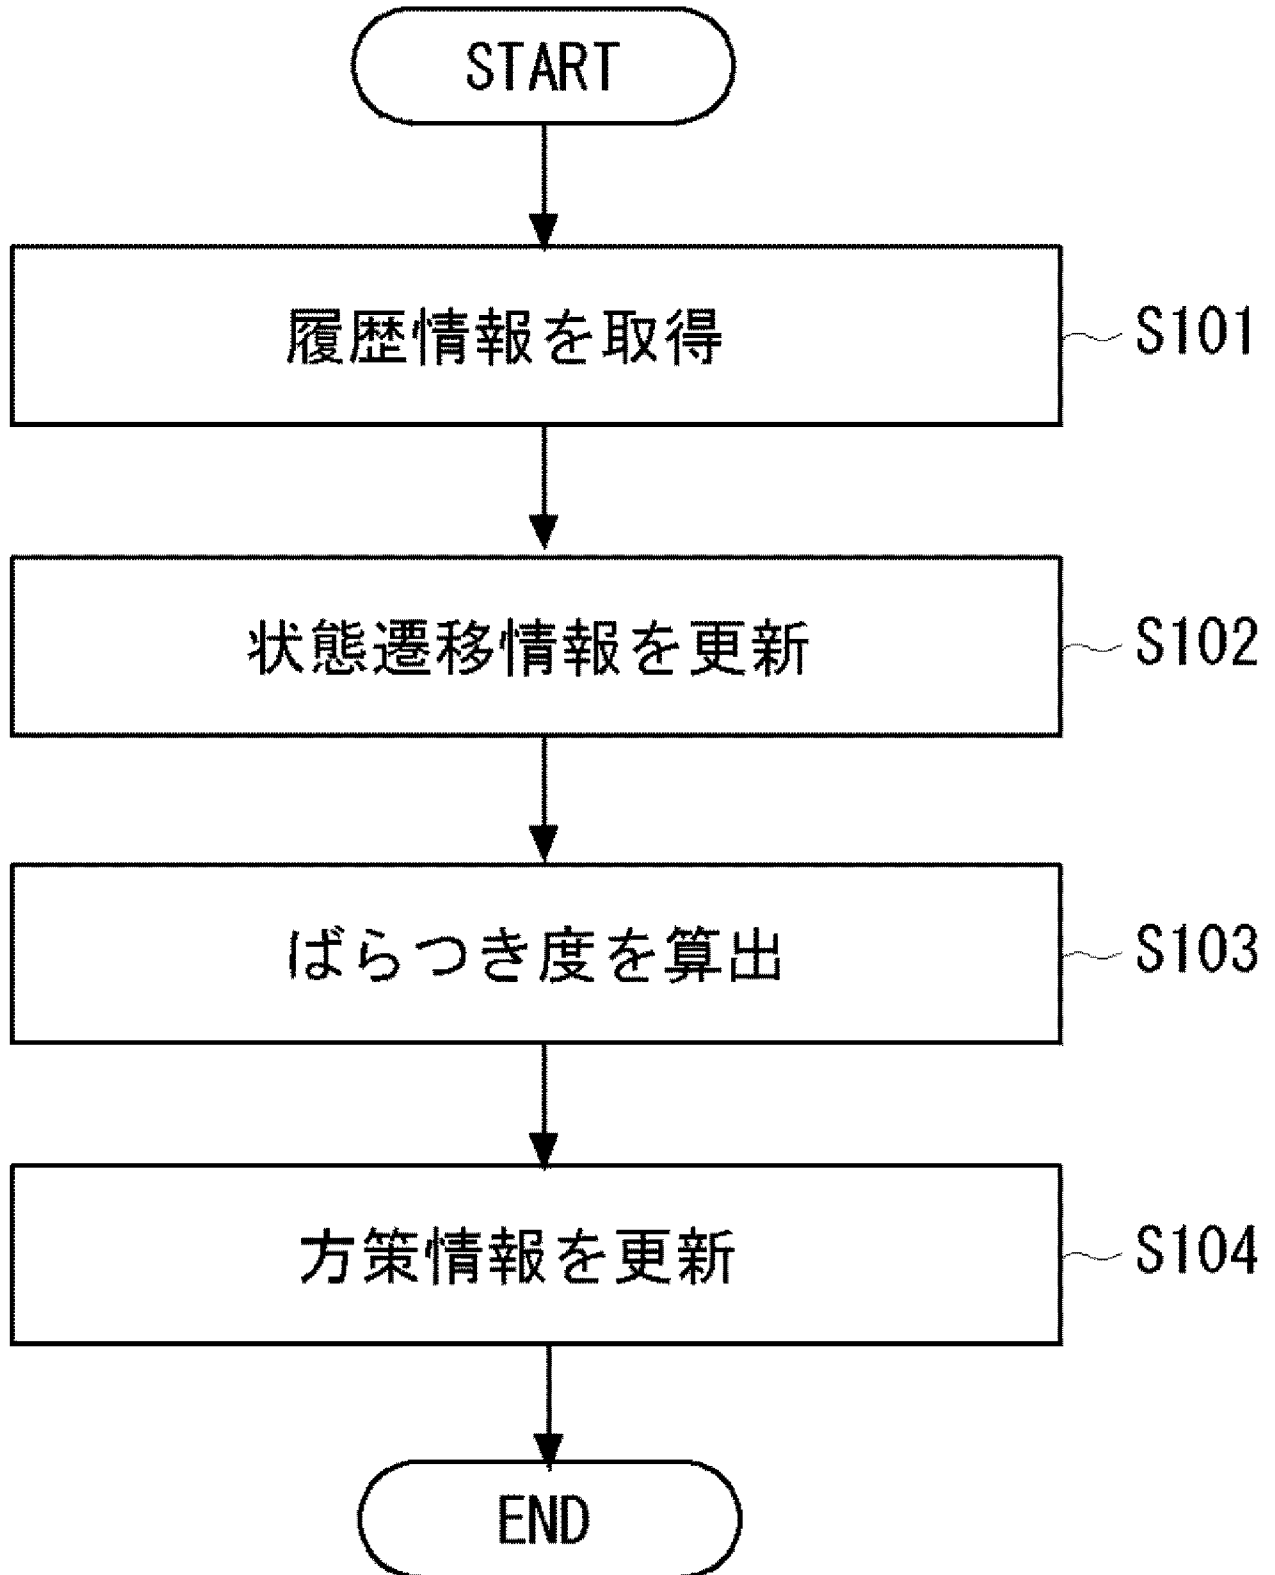 START
履歴情報を取得
S101
状態遷移情報を更新
S102
ばらつき度を算出
S103
方策情報を更新
S104
END